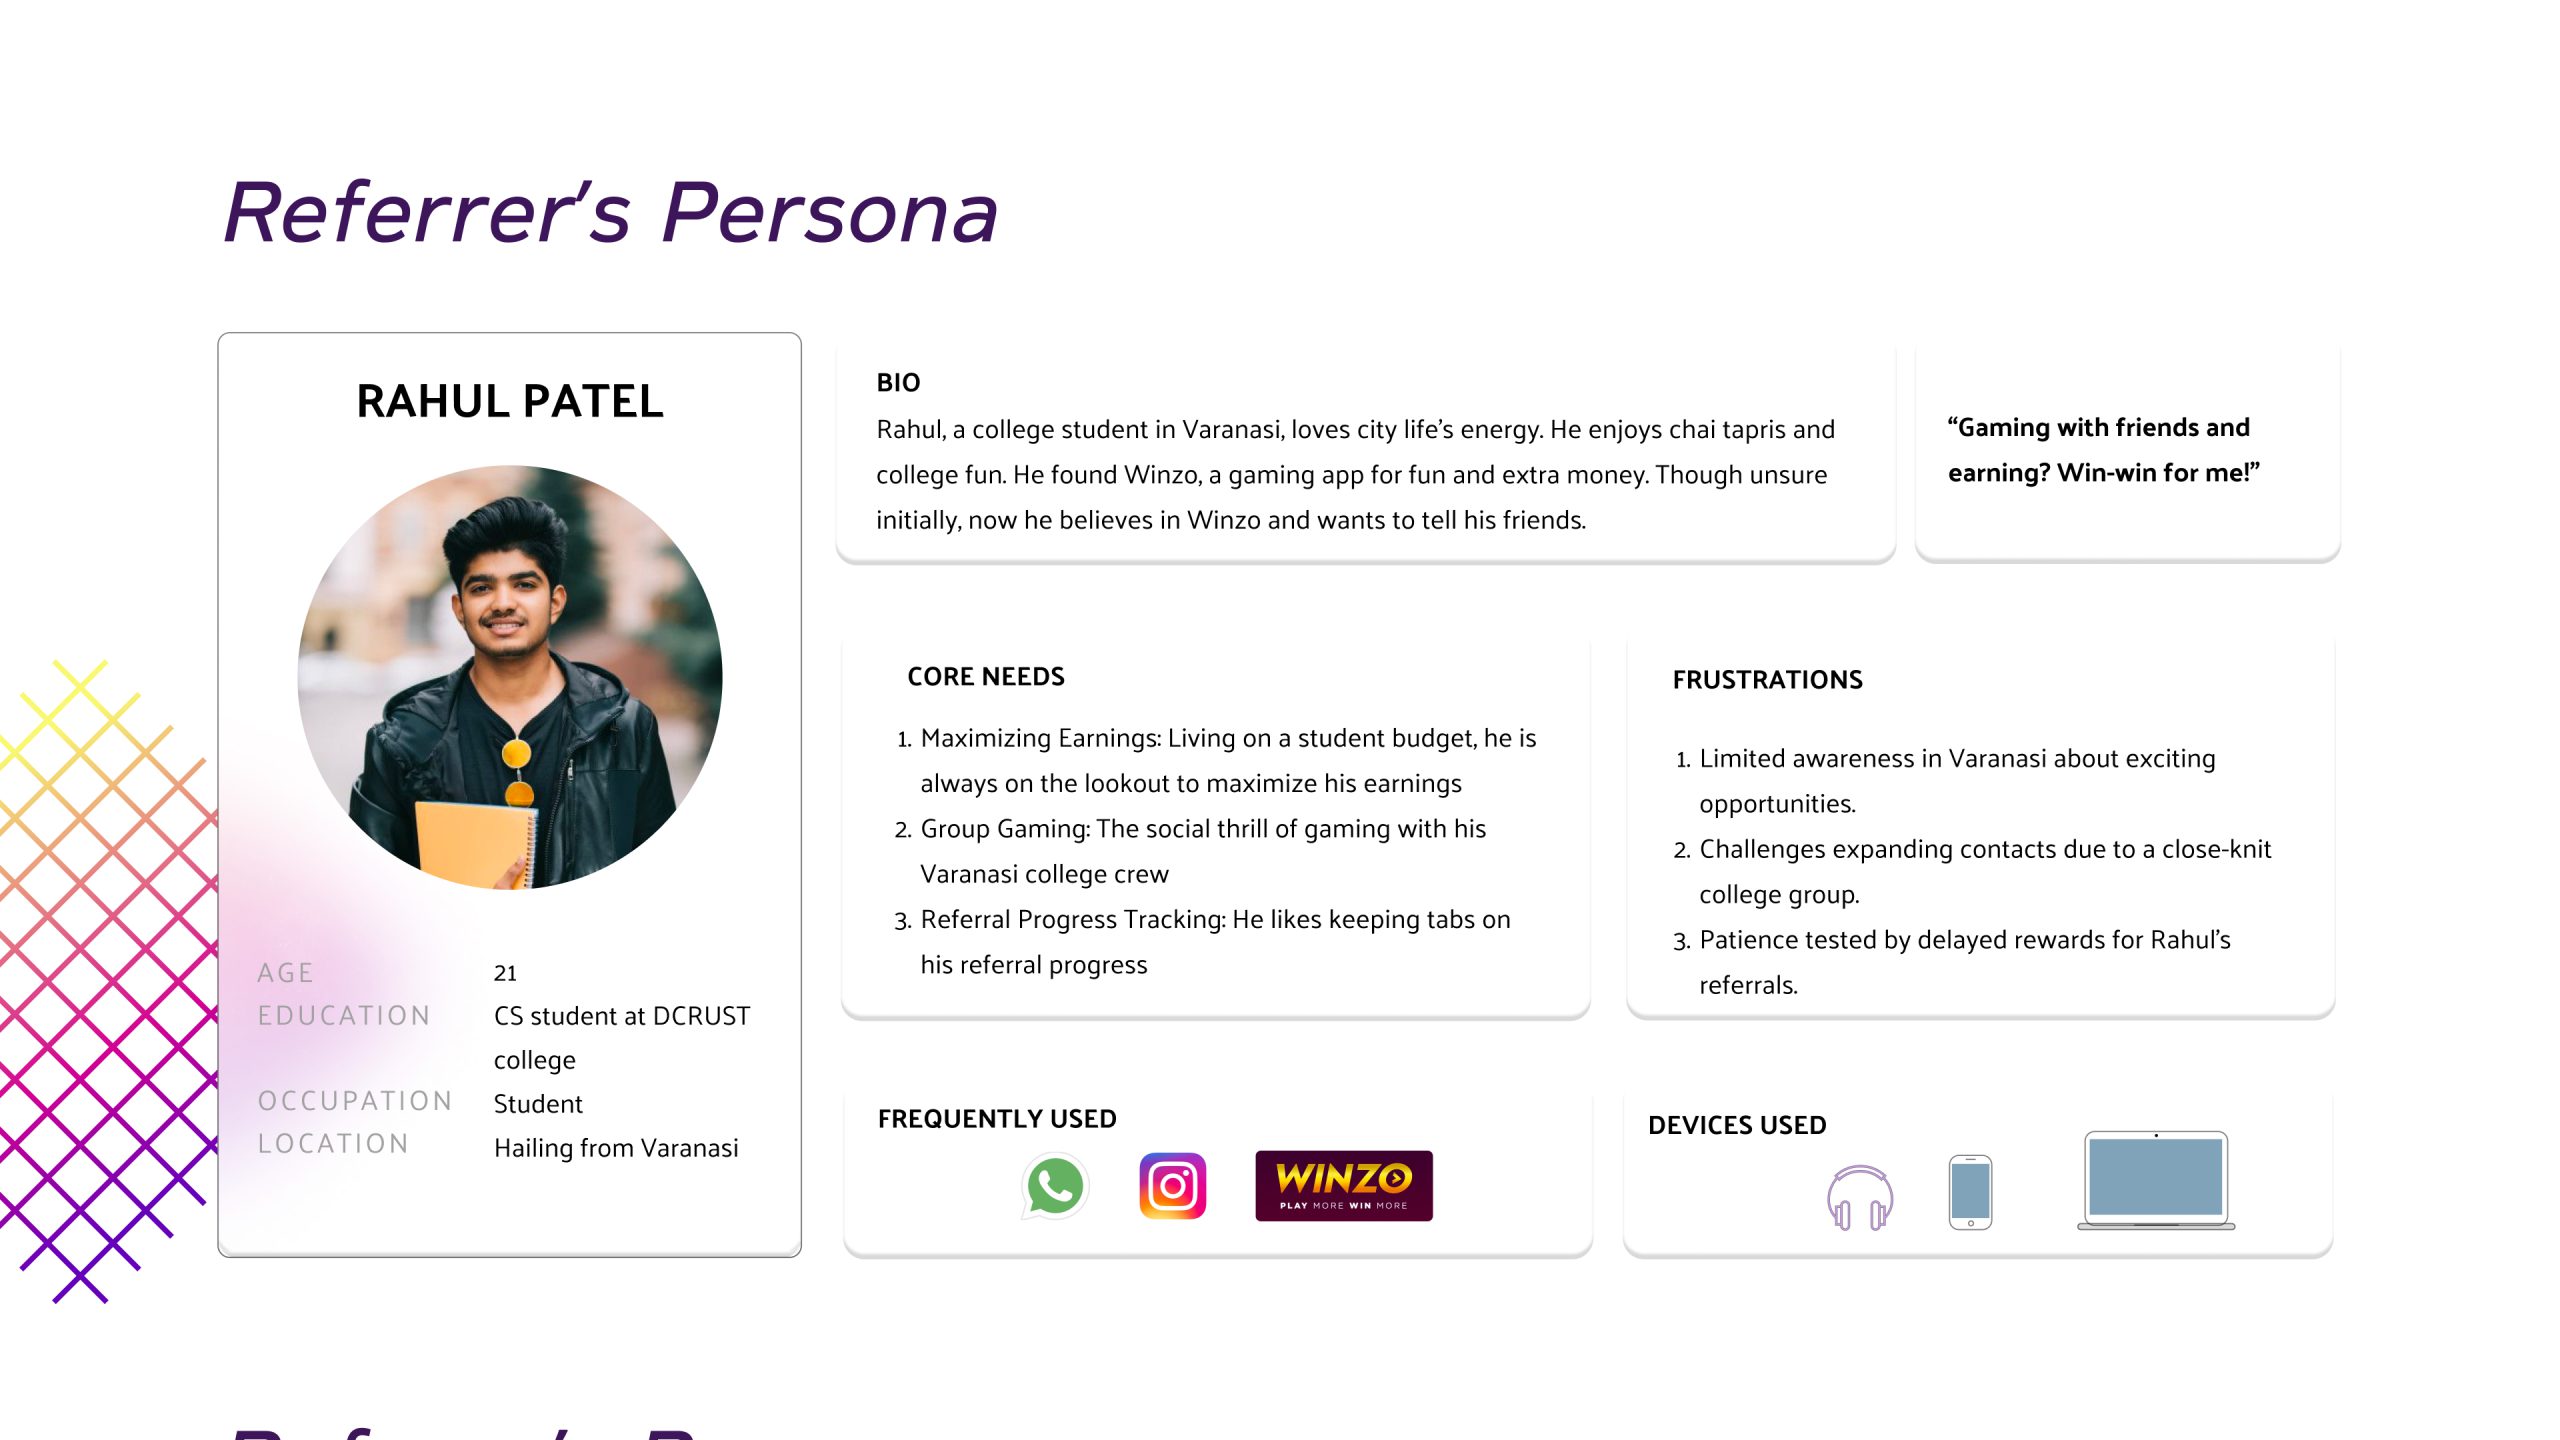 Referrer's Persona
RAHUL PATEL
AGE
21
EDUCATION
CS student at DCRUST
college
OCCUPATION
Student
LOCATION
Hailing from Varanasi
BIO
Rahul, a college student in Varanasi, loves city life's energy. He enjoys chai tapris and
college fun. He found Winzo, a gaming app for fun and extra money. Though unsure
initially, now he believes in Winzo and wants to tell his friends.
“Gaming with friends and
earning? Win-win for me!”
CORE NEEDS
1. Maximizing Earnings: Living on a student budget, he is
always on the lookout to maximize his earnings
2. Group Gaming: The social thrill of gaming with his
Varanasi college crew
3. Referral Progress Tracking: He likes keeping tabs on
his referral progress
FRUSTRATIONS
1. Limited awareness in Varanasi about exciting
opportunities.
2. Challenges expanding contacts due to a close-knit
college group.
3. Patience tested by delayed rewards for Rahul's
referrals.
FREQUENTLY USED
WINZO
PLAY MORE WIN MORE
DEVICES USED